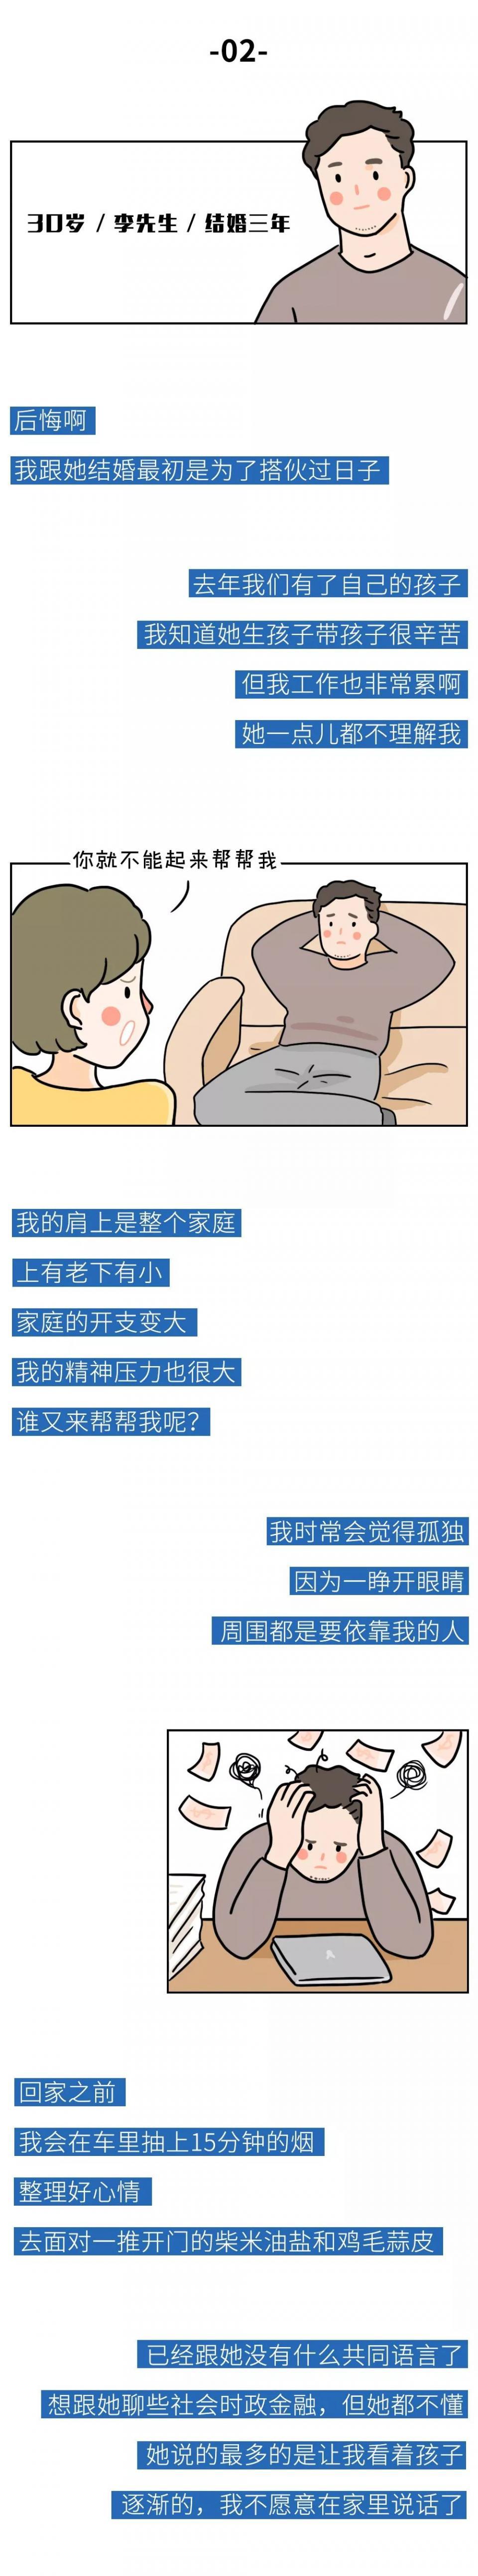 -02-
30岁 / 李先生 / 结婚三年
后悔啊
我跟她结婚最初是为了搭伙过日子
去年我们有了自己的孩子
我知道她生孩子带孩子很辛苦
但我工作也非常累啊
她一点儿都不理解我
你就不能起来帮帮我
我的肩上是整个家庭
上有老下有小
家庭的开支变大
我的精神压力也很大
谁又来帮帮我呢？
我时常会觉得孤独
因为一睁开眼睛
周围都是要依靠我的人
回家之前
我会在车里抽上15分钟的烟
整理好心情
去面对一推开门的柴米油盐和鸡毛蒜皮
已经跟她没有什么共同语言了
想跟她聊些社会时政金融，但她都不懂
她说的最多的是让我看着孩子
逐渐的，我不愿意在家里说话了